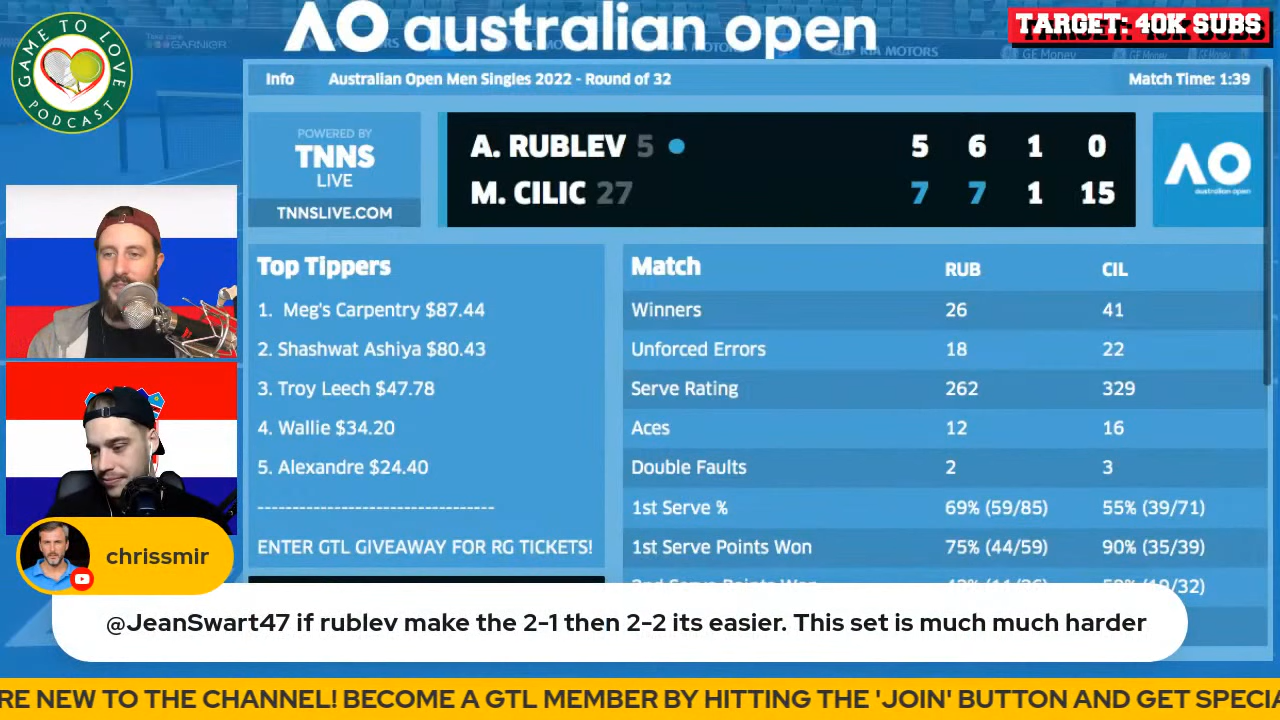 GAME TO LOVE
PODCAST
australian open
KIA MOTORS
GE Money
TARGET: 40K SUBS
Info Australian Open Men Singles 2022 - Round of 32 Match Time: 1:39
POWERED BY
TNNS
LIVE
TNNSLIVE.COM
A. RUBLEV 5 5 6 1 0
M. CILIC 27 7 7 1 15
AO
australian open
Top Tippers
1. Meg's Carpentry $87.44
2. Shashwat Ashiya $80.43
3. Troy Leech $47.78
4. Wallie $34.20
5. Alexandre $24.40
----------------------------------
ENTER GTL GIVEAWAY FOR RG TICKETS!
Match RUB CIL
Winners 26 41
Unforced Errors 18 22
Serve Rating 262 329
Aces 12 16
Double Faults 2 3
1st Serve % 69% (59/85) 55% (39/71)
1st Serve Points Won 75% (44/59) 90% (35/39)
chrissmir
@JeanSwart47 if rublev make the 2-1 then 2-2 its easier. This set is much much harder
RE NEW TO THE CHANNEL! BECOME A GTL MEMBER BY HITTING THE 'JOIN' BUTTON AND GET SPECIA